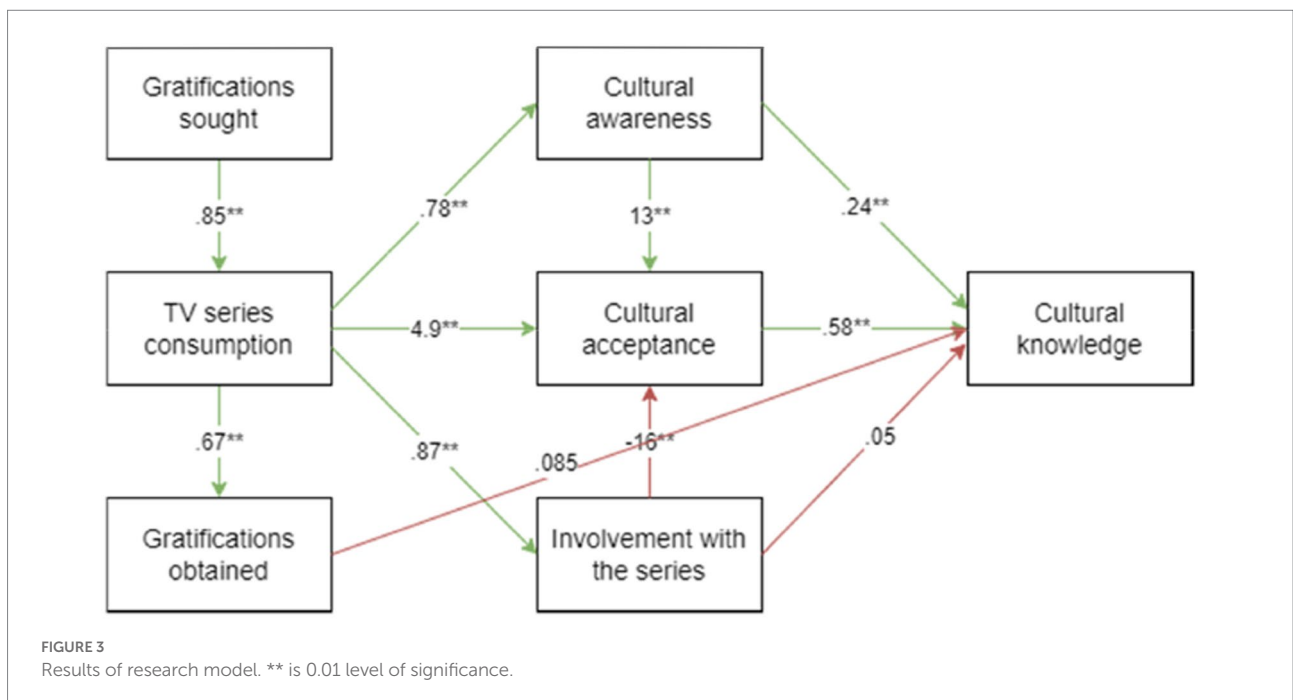 Gratifications
sought
Cultural
awareness
.85**
.78**
13**
.24**
TV series
consumption
4.9**
Cultural
acceptance
.58**
Cultural
knowledge
.67**
.87**
-16**
.085
.05
Gratifications
obtained
Involvement with
the series
FIGURE 3
Results of research model. ** is 0.01 level of significance.